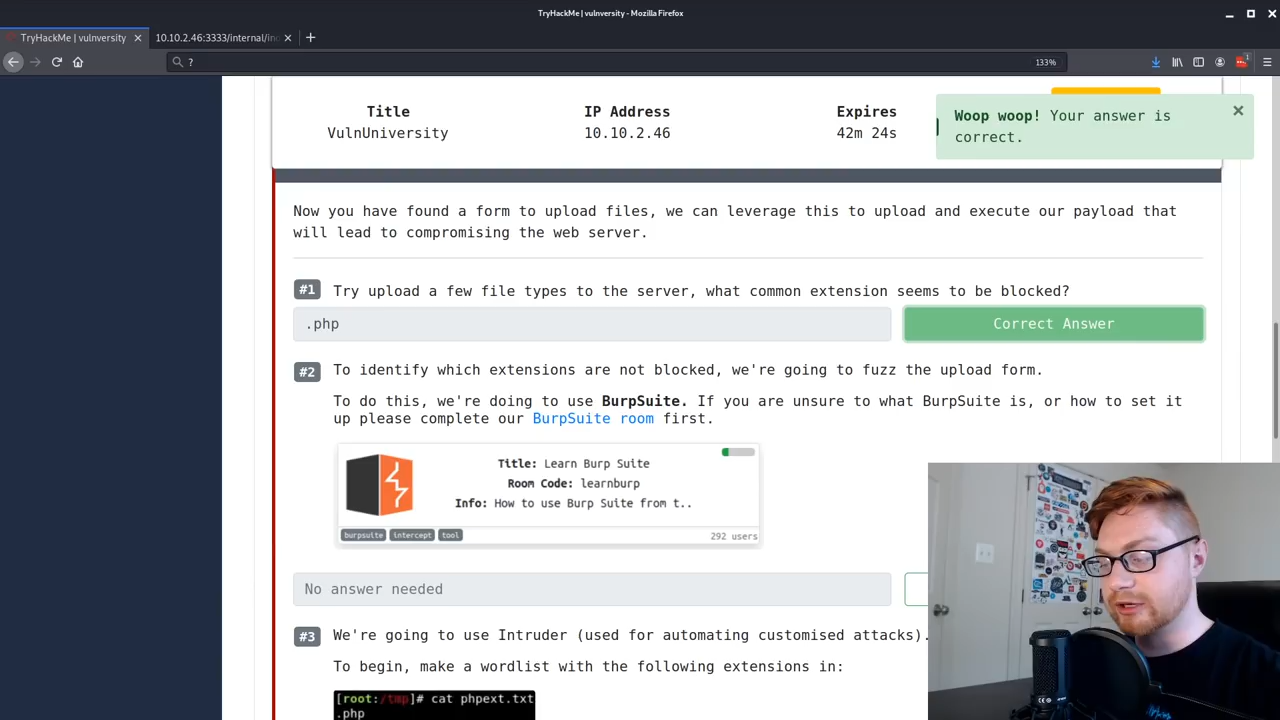 TryHackMe | vulnversity - Mozilla Firefox
TryHackMe | vulnversity
10.10.2.46:3333/internal/in
?
133%
Title
IP Address
Expires
VulnUniversity
10.10.2.46
42m 24s
Woop woop! Your answer is
correct.
Now you have found a form to upload files, we can leverage this to upload and execute our payload that
will lead to compromising the web server.
#1 Try upload a few file types to the server, what common extension seems to be blocked?
.php
Correct Answer
#2 To identify which extensions are not blocked, we're going to fuzz the upload form.
To do this, we're doing to use BurpSuite. If you are unsure to what BurpSuite is, or how to set it
up please complete our BurpSuite room first.
Title: Learn Burp Suite
Room Code: learnburp
Info: How to use Burp Suite from t..
burpsuite intercept tool
292 users
No answer needed
#3 We're going to use Intruder (used for automating customised attacks).
To begin, make a wordlist with the following extensions in:
[root:/tmp]# cat phpext.txt
.php